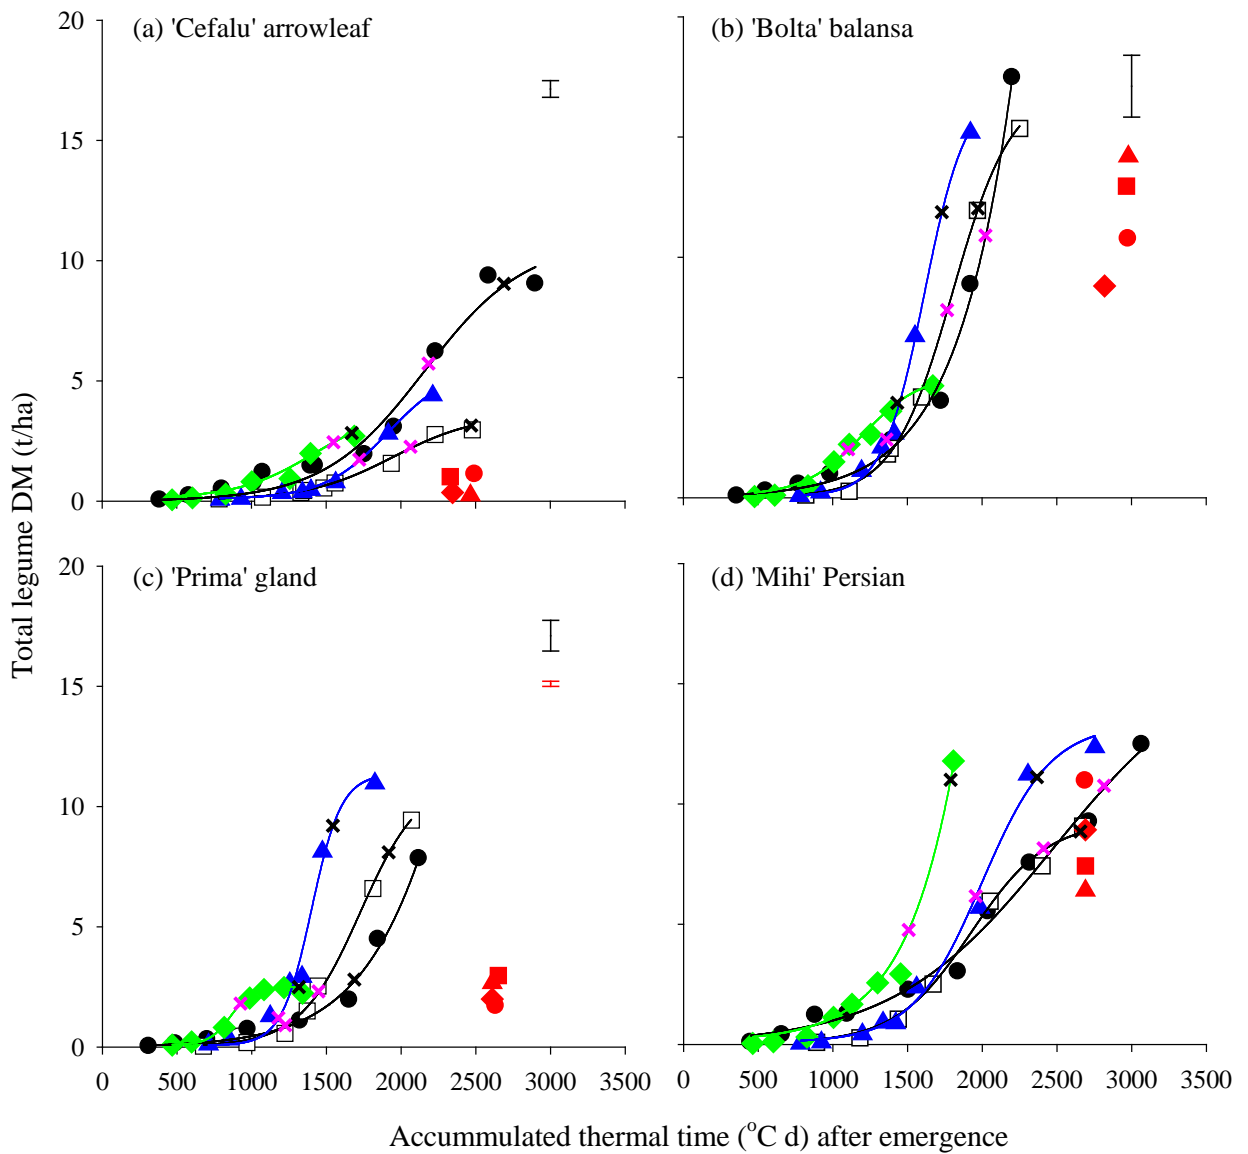 20
15
10
5
0
(a) 'Cefalu' arrowleaf
(b) 'Bolta' balansa
Total legume DM (t/ha)
20
15
10
5
0
(c) 'Prima' gland
(d) 'Mihi' Persian
0 500 1000 1500 2000 2500 3000
0 500 1000 1500 2000 2500 3000 3500
Accummulated thermal time (°C d) after emergence